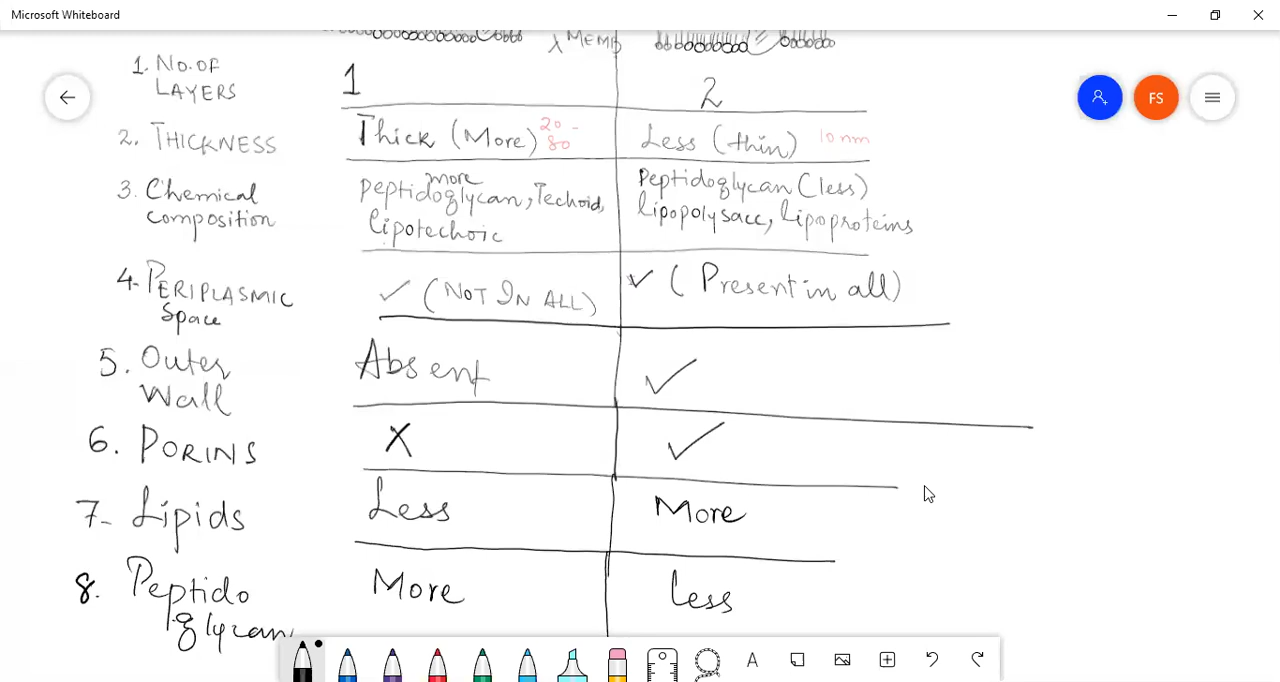 Microsoft Whiteboard
x MEMB
1. No. OF LAYERS
1
2
2. THICKNESS
Thick (More) 20 - 80
Less (thin) 10 nm
3. Chemical composition
more
peptidoglycan, Techoid,
lipotechoic
Peptidoglycan (less)
lipopolysacc, lipoproteins
4- PERIPLASMIC Space
✓ (NOT IN ALL)
✓ ( Present in all)
5. Outer Wall
Absent
✓
6. PORINS
X
✓
7- Lipids
Less
More
8. Peptido glycan
More
less
FS
A